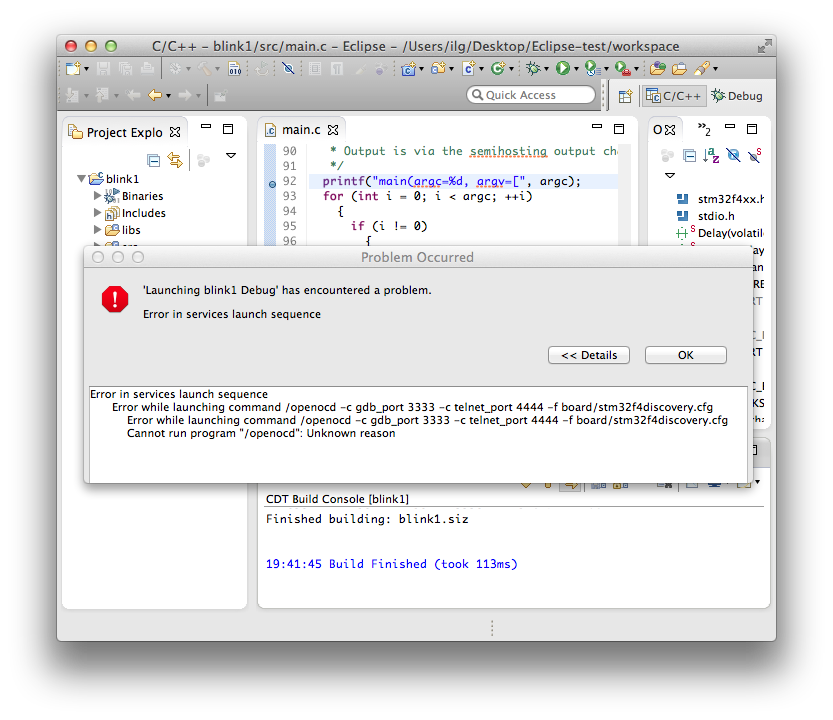 C/C++ - blink1/src/main.c - Eclipse - /Users/ilg/Desktop/Eclipse-test/workspace
010
Quick Access
C/C++
Debug
Project Explo
blink1
Binaries
Includes
libs
main.c
90 * Output is via the semihosting output ch
91 */
92 printf("main(argc=%d, argv=[", argc);
93 for (int i = 0; i < argc; ++i)
94 {
95 if (i != 0)
96 {
O
»2
stm32f4xx.h
stdio.h
Delay(volatil
Problem Occurred
'Launching blink1 Debug' has encountered a problem.
Error in services launch sequence
<< Details
OK
Error in services launch sequence
Error while launching command /openocd -c gdb_port 3333 -c telnet_port 4444 -f board/stm32f4discovery.cfg
Error while launching command /openocd -c gdb_port 3333 -c telnet_port 4444 -f board/stm32f4discovery.cfg
Cannot run program "/openocd": Unknown reason
CDT Build Console [blink1]
Finished building: blink1.siz
19:41:45 Build Finished (took 113ms)